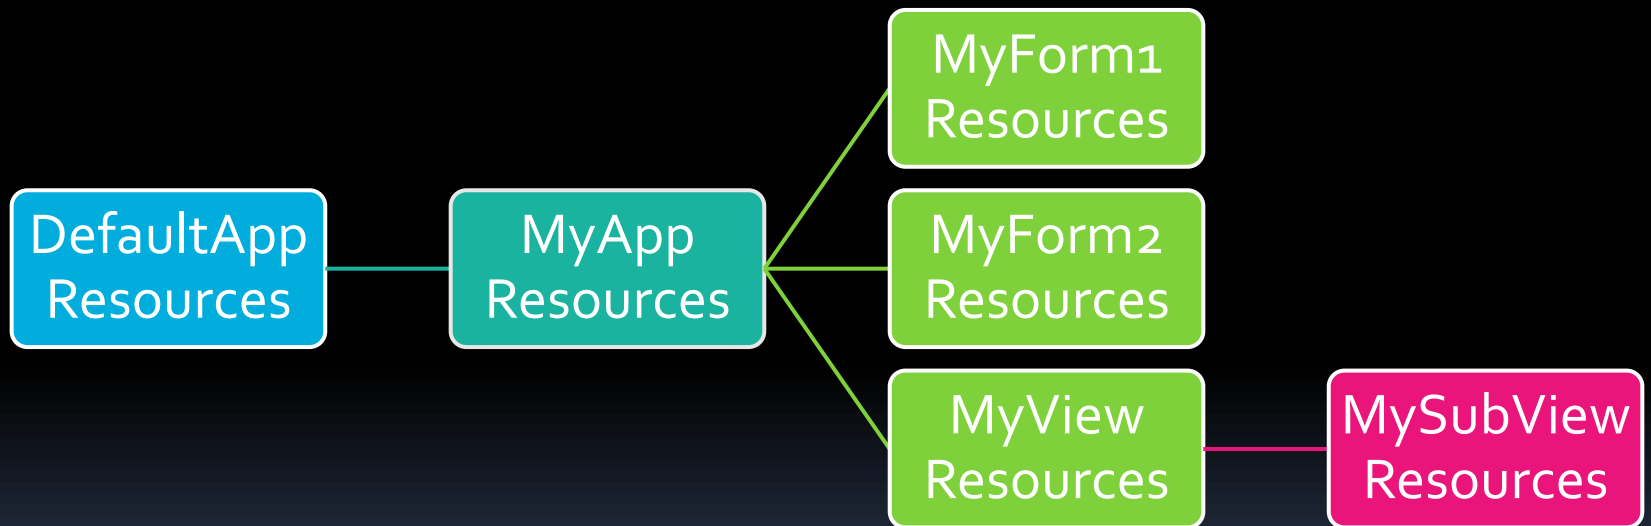 DefaultApp
Resources
MyApp
Resources
MyForm1
Resources
MyForm2
Resources
MyView
Resources
MySubView
Resources